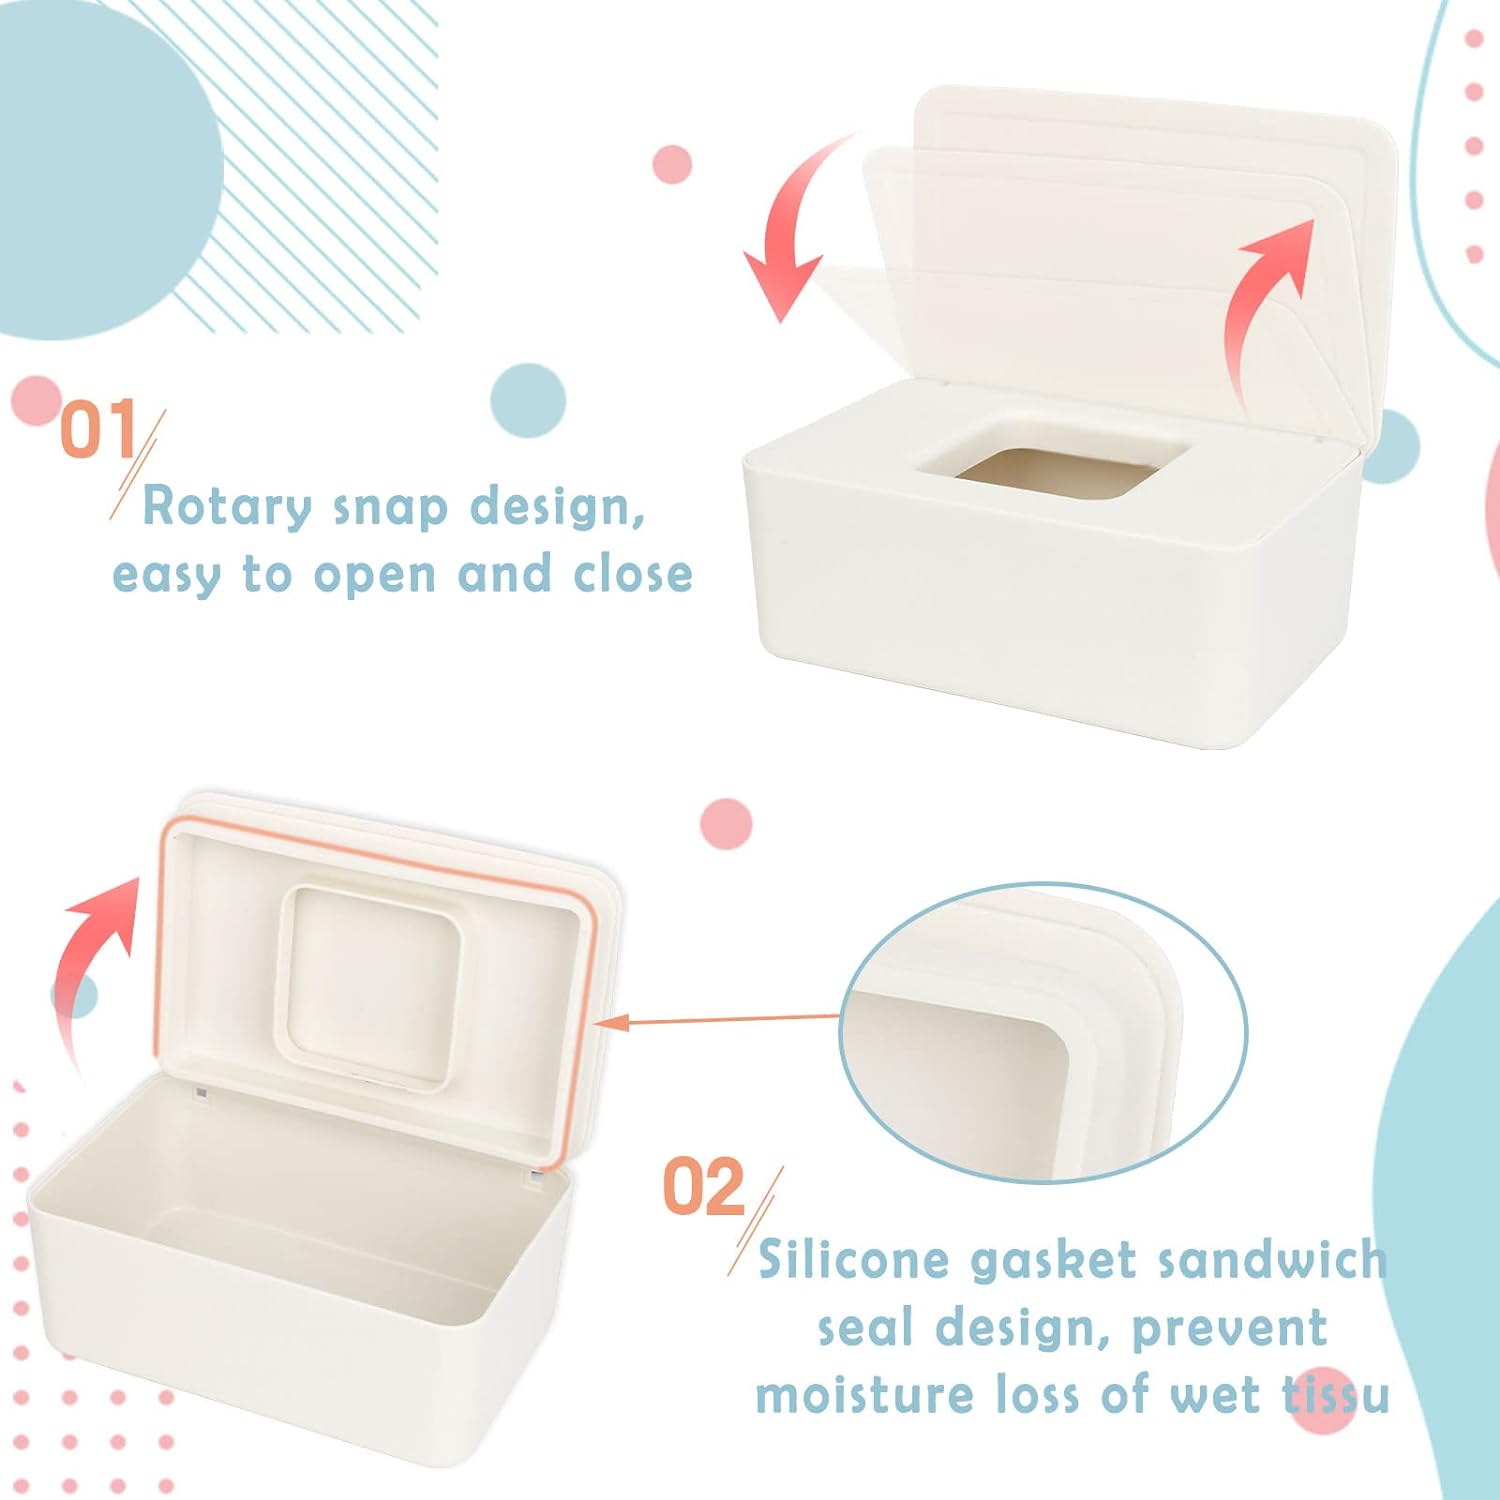 01
Rotary snap design,
easy to open and close
02
Silicone gasket sandwich
seal design, prevent
moisture loss of wet tissu